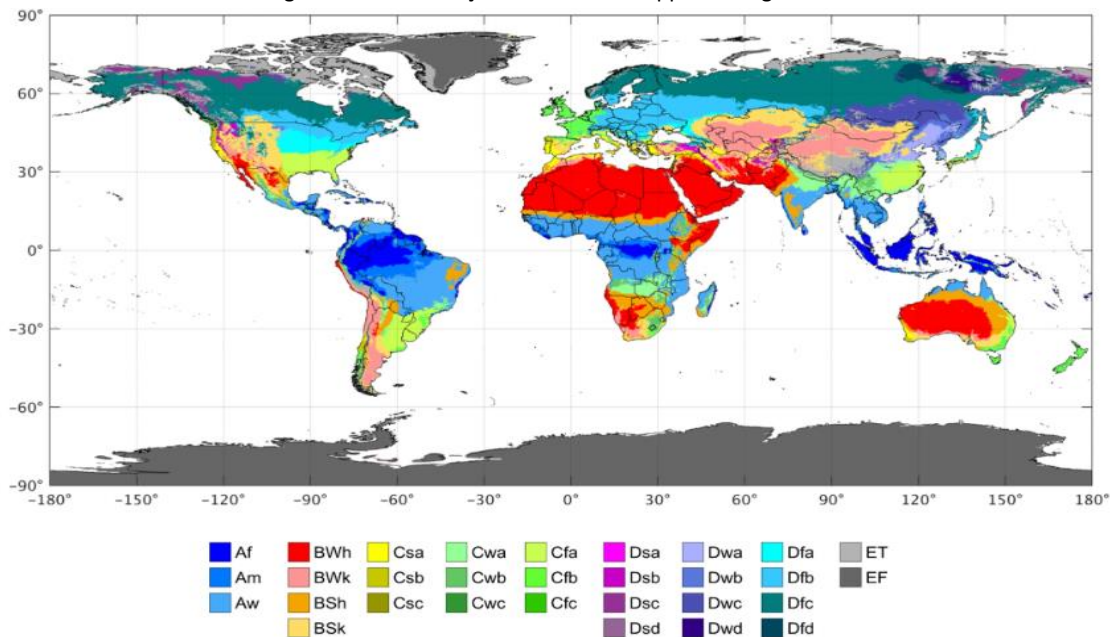 90°
60°
30°
0°
−30°
−60°
−90°
−180° −150° −120° −90° −60° −30° 0° 30° 60° 90° 120° 150° 180°
Af BWh Csa Cwa Cfa Dsa Dwa Dfa ET
Am BWk Csb Cwb Cfb Dsb Dwb Dfb EF
Aw BSh Csc Cwc Cfc Dsc Dwc Dfc
BSk Dsd Dwd Dfd